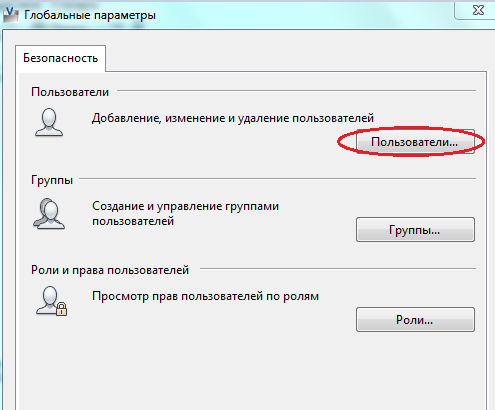 Глобальные параметры
Безопасность
Пользователи
Добавление, изменение и удаление пользователей
Пользователи...
Группы
Создание и управление группами
пользователей
Группы...
Роли и права пользователей
Просмотр прав пользователей по ролям
Роли...